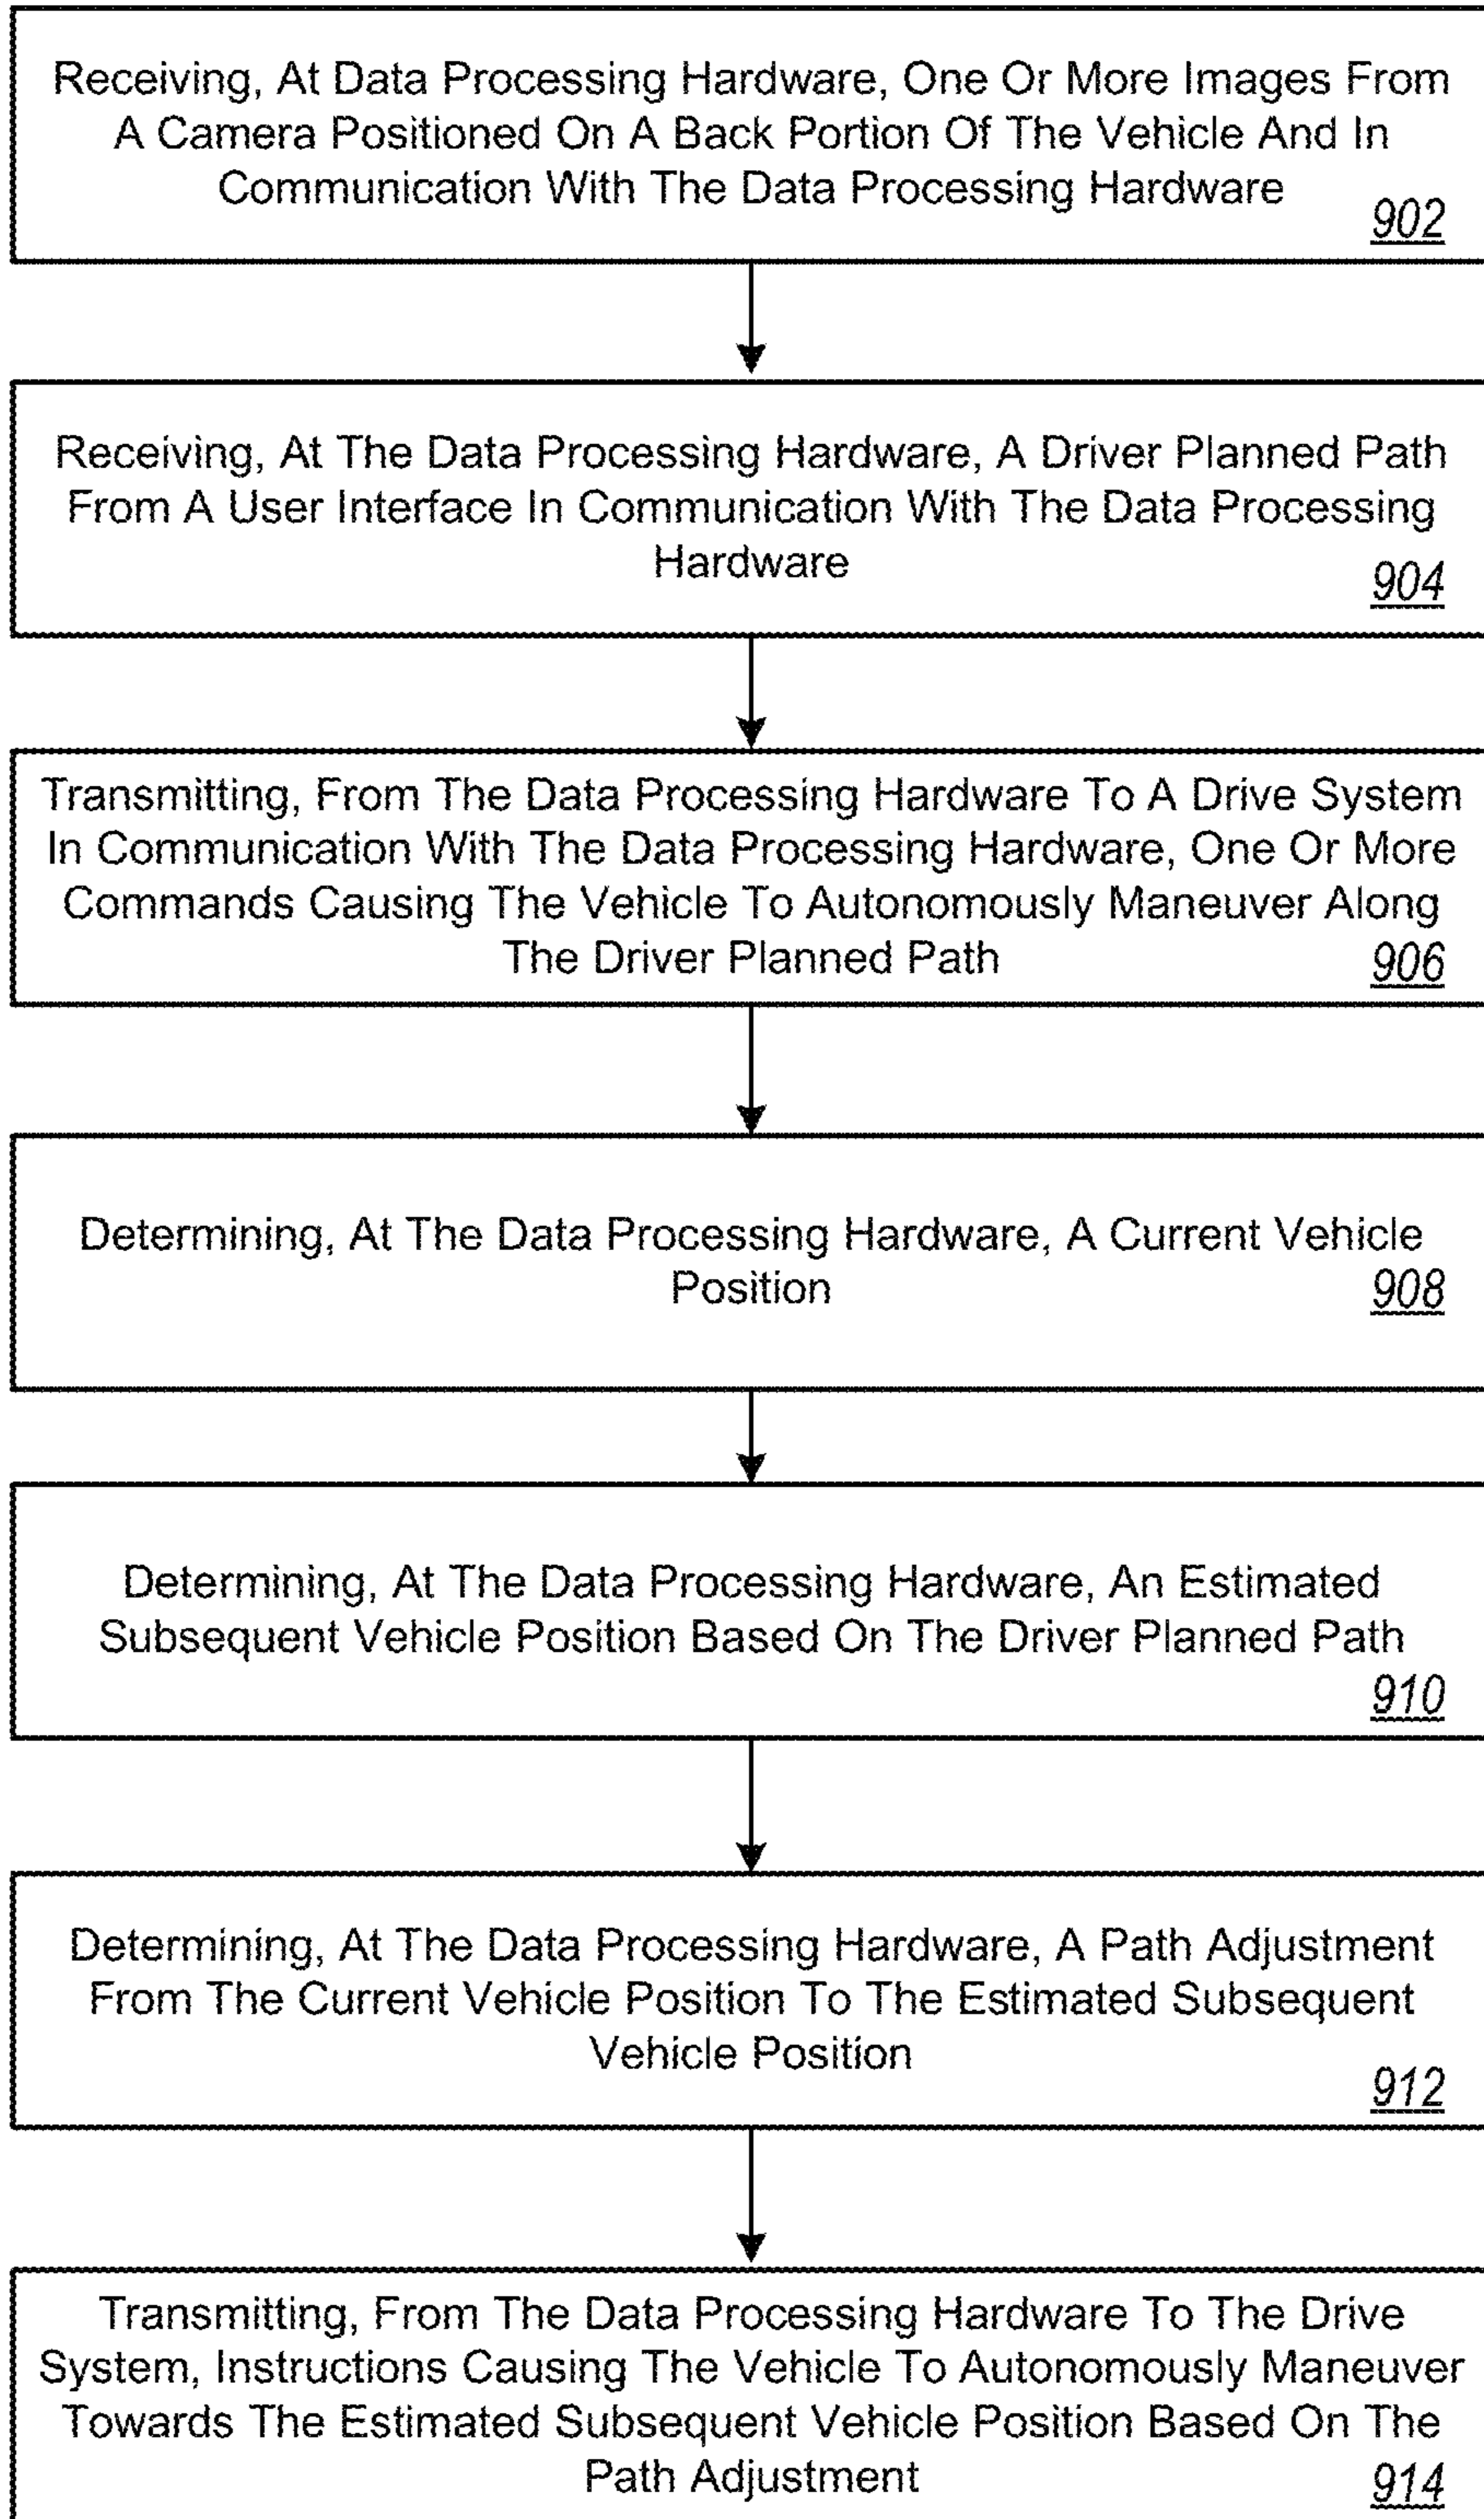 Receiving, At Data Processing Hardware, One Or More Images From
A Camera Positioned On A Back Portion Of The Vehicle And In
Communication With The Data Processing Hardware
902
Receiving, At The Data Processing Hardware, A Driver Planned Path
From A User Interface In Communication With The Data Processing
Hardware
904
Transmitting, From The Data Processing Hardware To A Drive System
In Communication With The Data Processing Hardware, One Or More
Commands Causing The Vehicle To Autonomously Maneuver Along
The Driver Planned Path
906
Determining, At The Data Processing Hardware, A Current Vehicle
Position
908
Determining, At The Data Processing Hardware, An Estimated
Subsequent Vehicle Position Based On The Driver Planned Path
910
Determining, At The Data Processing Hardware, A Path Adjustment
From The Current Vehicle Position To The Estimated Subsequent
Vehicle Position
912
Transmitting, From The Data Processing Hardware To The Drive
System, Instructions Causing The Vehicle To Autonomously Maneuver
Towards The Estimated Subsequent Vehicle Position Based On The
Path Adjustment
914